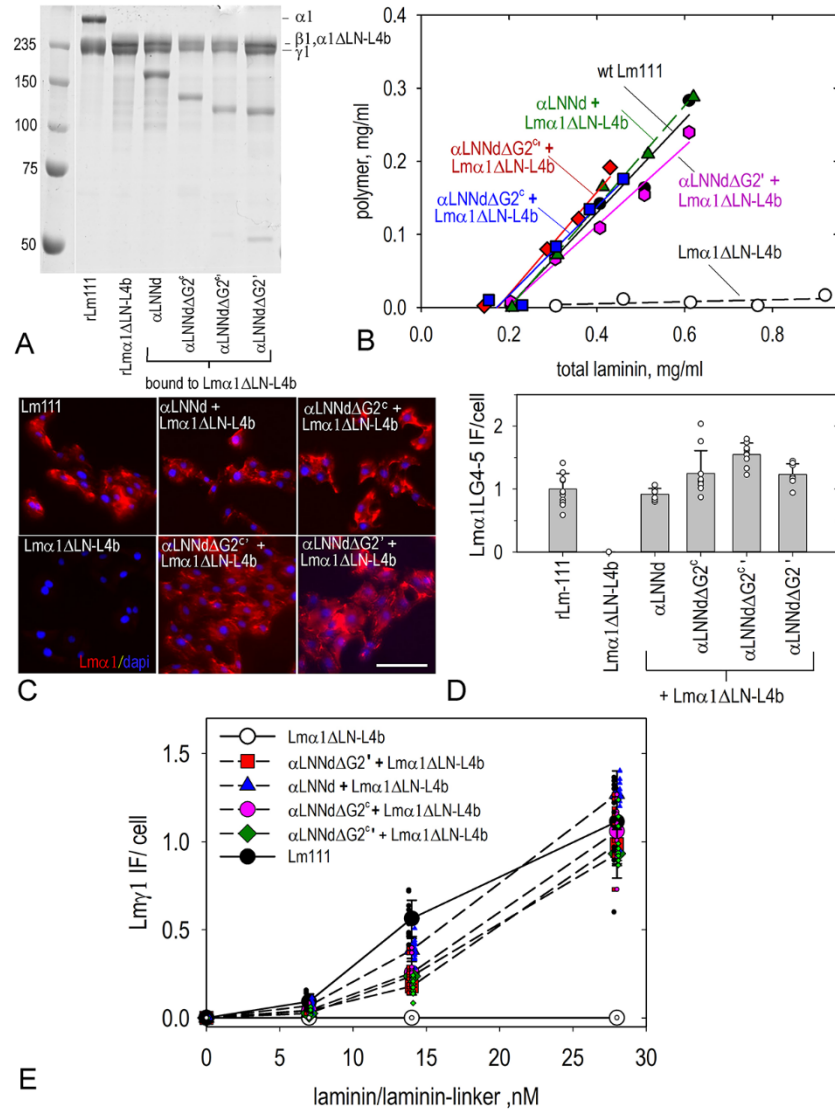 α1
235
β1,α1ΔLN-L4b
γ1
150
100
75
50
rLm111
rLmα1ΔLN-L4b
αLNNd
αLNNdΔG2ᶜ
αLNNdΔG2ᶜ'
αLNNdΔG2'
bound to Lmα1ΔLN-L4b
A
polymer, mg/ml
0.3
0.2
0.1
0.0
0.0 0.2 0.4 0.6 0.8
total laminin, mg/ml
wt Lm111
αLNNd +
Lmα1ΔLN-L4b
αLNNdΔG2ᶜ' +
Lmα1ΔLN-L4b
αLNNdΔG2ᶜ +
Lmα1ΔLN-L4b
αLNNdΔG2' +
Lmα1ΔLN-L4b
Lmα1ΔLN-L4b
B
Lm111
αLNNd +
Lmα1ΔLN-L4b
αLNNdΔG2ᶜ +
Lmα1ΔLN-L4b
Lmα1ΔLN-L4b
αLNNdΔG2ᶜ' +
Lmα1ΔLN-L4b
αLNNdΔG2' +
Lmα1ΔLN-L4b
Lmα1/dapi
C
Lmα1LG4-5 IF/cell
2
1
0
rLm-111
Lmα1ΔLN-L4b
αLNNd
αLNNdΔG2ᶜ
αLNNdΔG2ᶜ'
αLNNdΔG2'
+ Lmα1ΔLN-L4b
D
Lmγ1 IF/ cell
1.5
1.0
0.5
0.0
Lmα1ΔLN-L4b
αLNNdΔG2' + Lmα1ΔLN-L4b
αLNNd + Lmα1ΔLN-L4b
αLNNdΔG2ᶜ + Lmα1ΔLN-L4b
αLNNdΔG2ᶜ' + Lmα1ΔLN-L4b
Lm111
0 5 10 15 20 25 30
laminin/laminin-linker ,nM
E